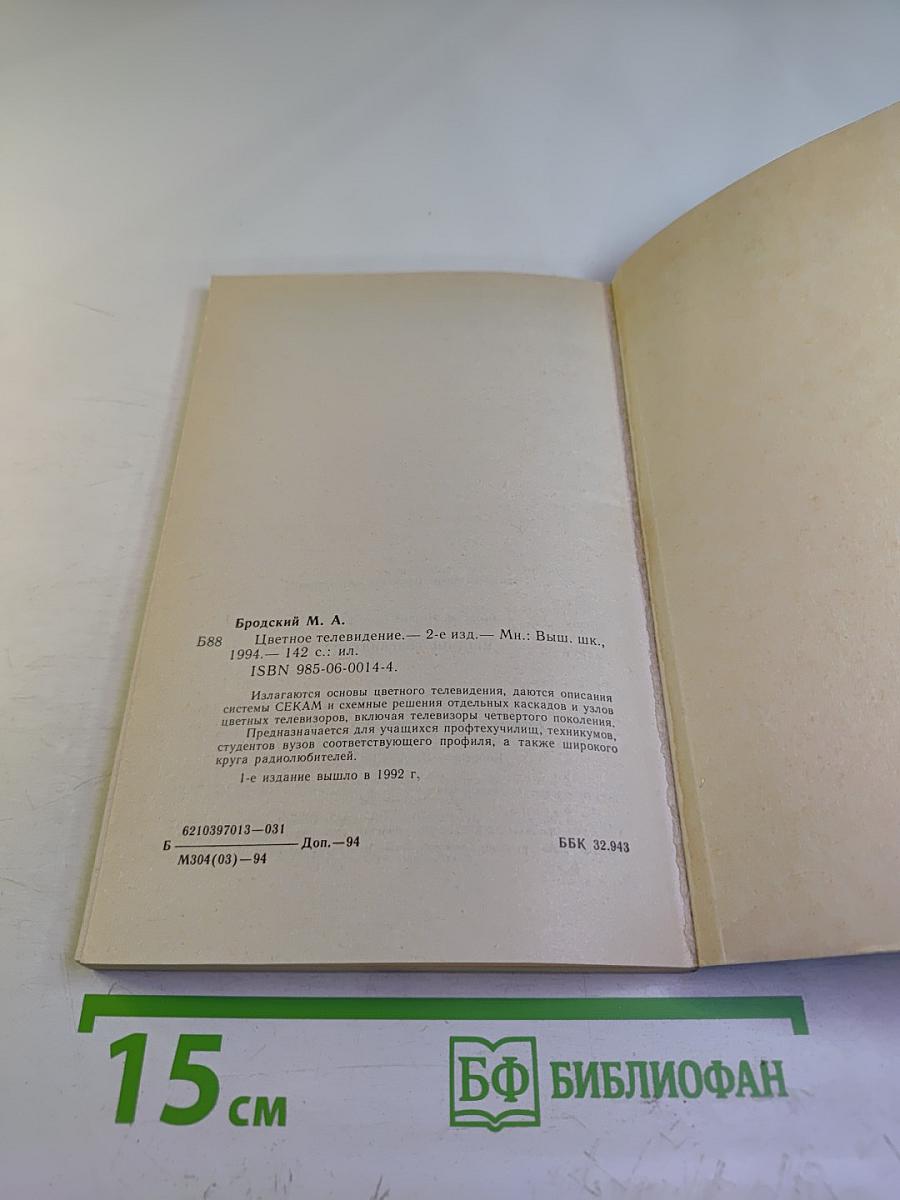 Бродский М. А.
Б88 Цветное телевидение.— 2-е изд.— Мн.: Выш. шк.,
1994.— 142 с.: ил.
ISBN 985-06-0014-4.
Излагаются основы цветного телевидения, даются описания
системы СЕКАМ и схемные решения отдельных каскадов и узлов
цветных телевизоров, включая телевизоры четвертого поколения.
Предназначается для учащихся профтехучилищ, техникумов,
студентов вузов соответствующего профиля, а также широкого
круга радиолюбителей.
1-е издание вышло в 1992 г,
6210397013—031
Б Доп.—94 ББК 32.943
М304(03)—94
15 см
БФ БИБЛИОФАН